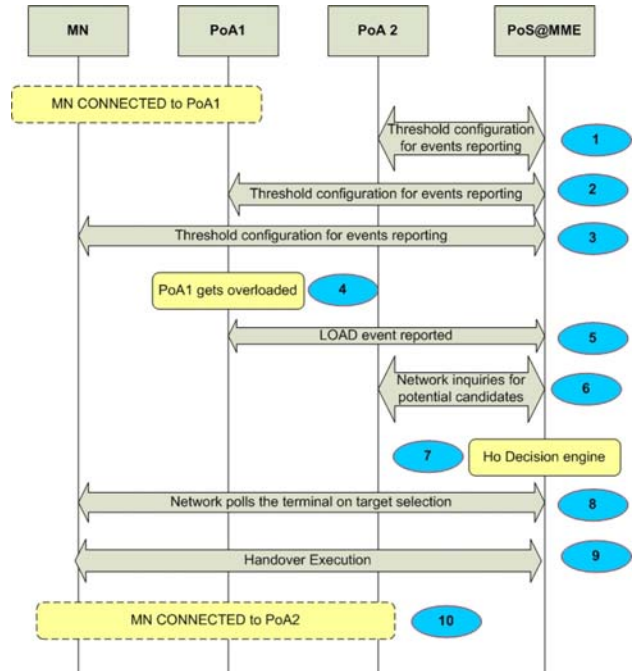 MN
PoA1
PoA 2
PoS@MME
MN CONNECTED to PoA1
Threshold configuration
for events reporting
1
Threshold configuration for events reporting
2
Threshold configuration for events reporting
3
PoA1 gets overloaded
4
LOAD event reported
5
Network inquiries for
potential candidates
6
7
Ho Decision engine
Network polls the terminal on target selection
8
Handover Execution
9
MN CONNECTED to PoA2
10